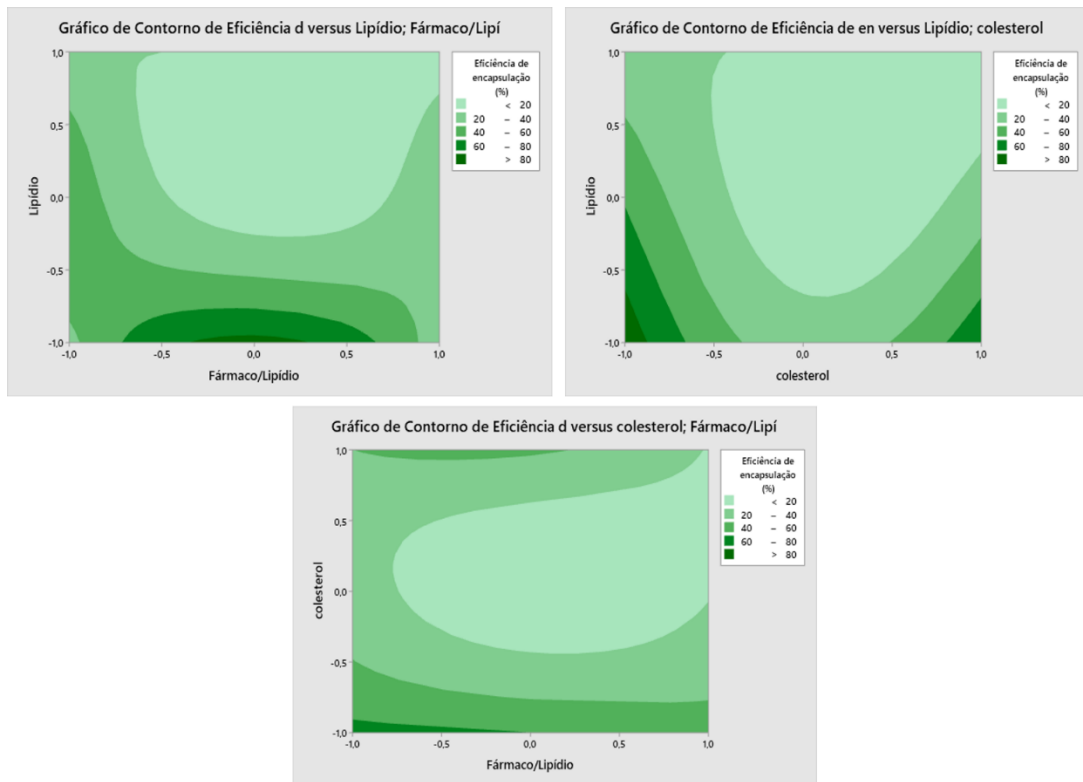 Gráfico de Contorno de Eficiência d versus Lipídio; Fármaco/Lipí
1,0
0,5
0,0
-0,5
-1,0
Lipídio
-1,0 -0,5 0,0 0,5 1,0
Fármaco/Lipídio
Eficiência de
encapsulação
(%)
< 20
20 – 40
40 – 60
60 – 80
> 80
Gráfico de Contorno de Eficiência de en versus Lipídio; colesterol
1,0
0,5
0,0
-0,5
-1,0
Lipídio
-1,0 -0,5 0,0 0,5 1,0
colesterol
Eficiência de
encapsulação
(%)
< 20
20 – 40
40 – 60
60 – 80
> 80
Gráfico de Contorno de Eficiência d versus colesterol; Fármaco/Lipí
1,0
0,5
0,0
-0,5
-1,0
colesterol
-1,0 -0,5 0,0 0,5 1,0
Fármaco/Lipídio
Eficiência de
encapsulação
(%)
< 20
20 – 40
40 – 60
60 – 80
> 80